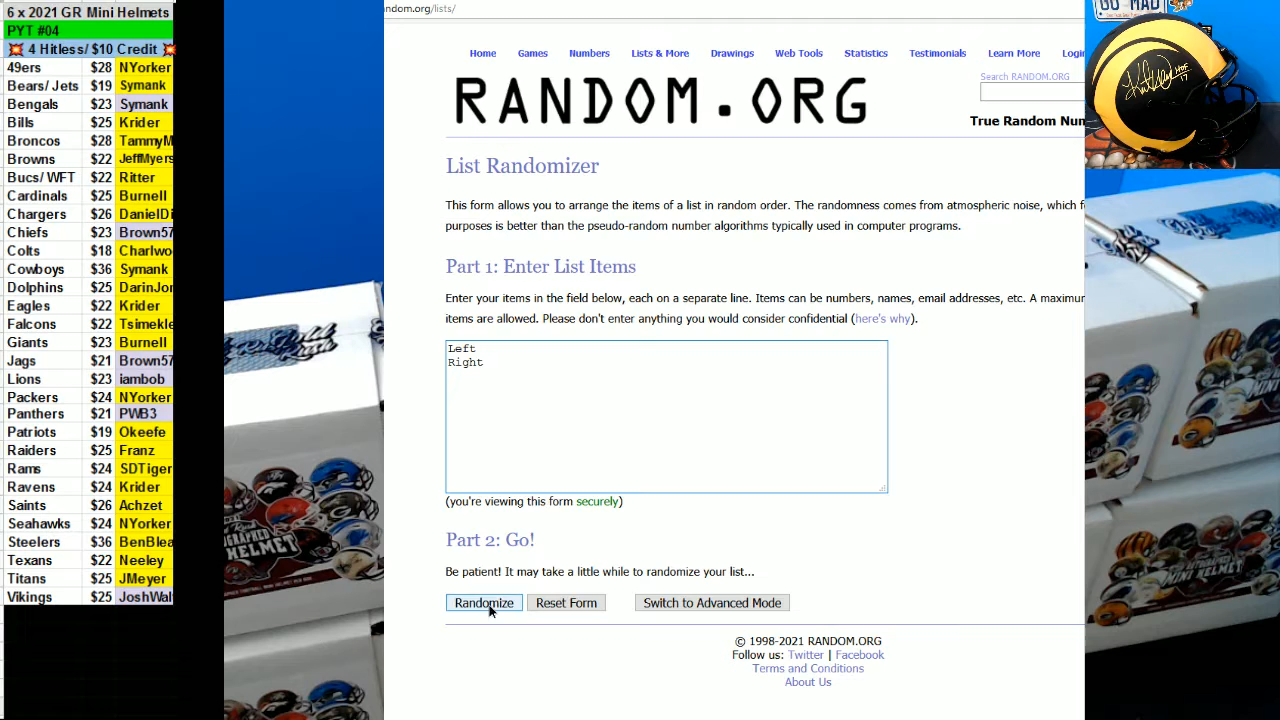 6 x 2021 GR Mini Helmets
PYT #04
💥 4 Hitless/ $10 Credit 💥
49ers $28 NYorker
Bears/ Jets $19 Symank
Bengals $23 Symank
Bills $25 Krider
Broncos $28 TammyM
Browns $22 JeffMyers
Bucs/ WFT $22 Ritter
Cardinals $25 Burnell
Chargers $26 DanielDi
Chiefs $23 Brown57
Colts $18 Charlwo
Cowboys $36 Symank
Dolphins $25 DarinJor
Eagles $22 Krider
Falcons $22 Tsimekle
Giants $23 Burnell
Jags $21 Brown57
Lions $23 iambob
Packers $24 NYorker
Panthers $21 PWB3
Patriots $19 Okeefe
Raiders $25 Franz
Rams $24 SDTiger
Ravens $24 Krider
Saints $26 Achzet
Seahawks $24 NYorker
Steelers $36 BenBlea
Texans $22 Neeley
Titans $25 JMeyer
Vikings $25 JoshWal
ndom.org/lists/
Home Games Numbers Lists & More Drawings Web Tools Statistics Testimonials Learn More Login
RANDOM.ORG
Search RANDOM.ORG
True Random Num
List Randomizer
This form allows you to arrange the items of a list in random order. The randomness comes from atmospheric noise, which f
purposes is better than the pseudo-random number algorithms typically used in computer programs.
Part 1: Enter List Items
Enter your items in the field below, each on a separate line. Items can be numbers, names, email addresses, etc. A maximum
items are allowed. Please don't enter anything you would consider confidential (here's why).
Left
Right
(you're viewing this form securely)
Part 2: Go!
Be patient! It may take a little while to randomize your list...
Randomize Reset Form Switch to Advanced Mode
© 1998-2021 RANDOM.ORG
Follow us: Twitter | Facebook
Terms and Conditions
About Us
GO MAD
HOF
17
HELMET